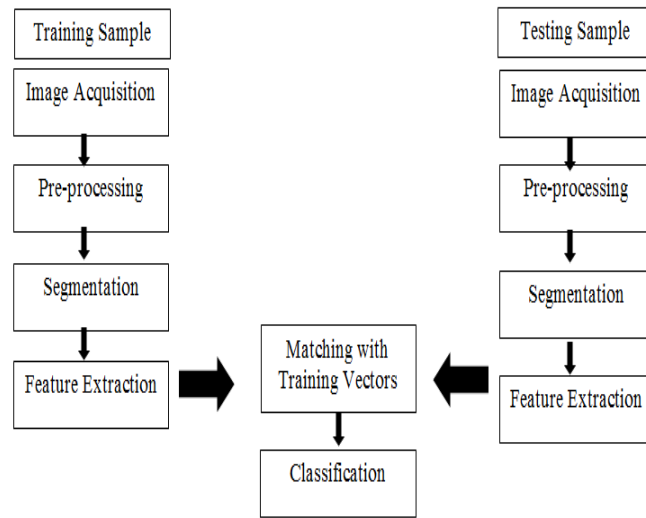 Training Sample
Image Acquisition
Pre-processing
Segmentation
Feature Extraction
Testing Sample
Image Acquisition
Pre-processing
Segmentation
Feature Extraction
Matching with
Training Vectors
Classification